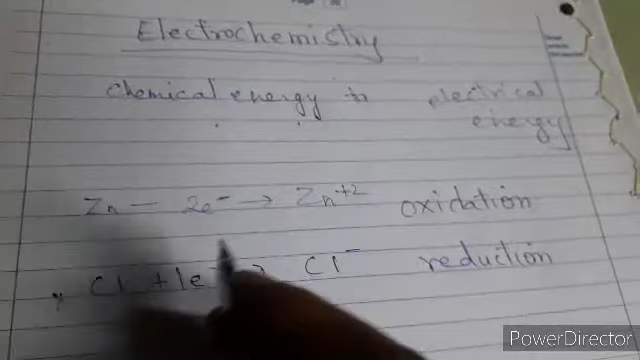 Electrochemistry
chemical energy to electrical
energy
Zn - 2e⁻ → Zn⁺² oxidation
Cl + 1e⁻ → Cl⁻ reduction
PowerDirector